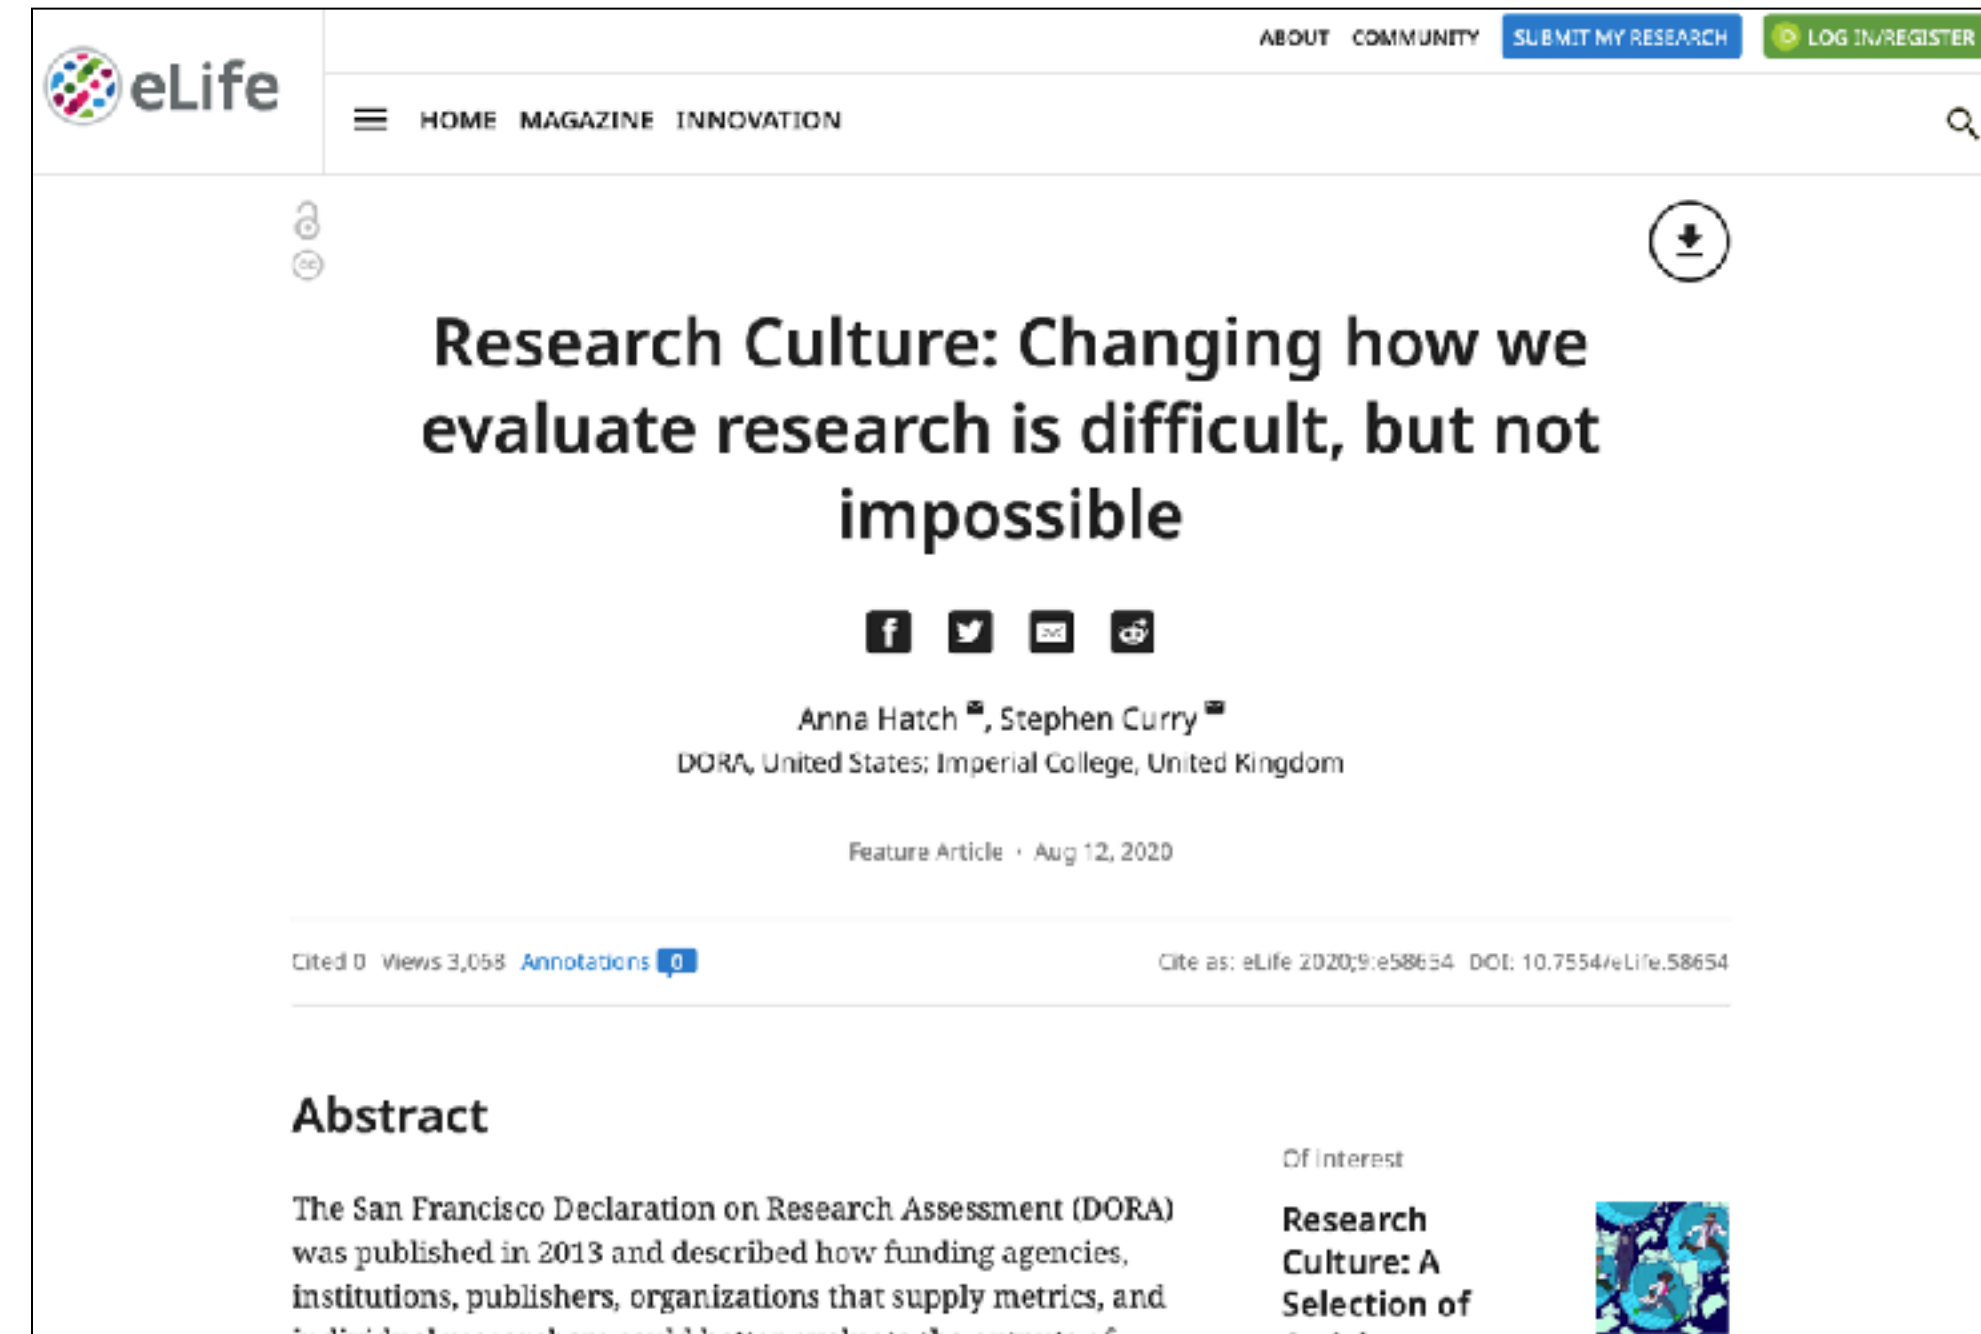 eLife
ABOUT COMMUNITY SUBMIT MY RESEARCH LOG IN/REGISTER
HOME MAGAZINE INNOVATION
Research Culture: Changing how we
evaluate research is difficult, but not
impossible
Anna Hatch, Stephen Curry
DORA, United States; Imperial College, United Kingdom
Feature Article · Aug 12, 2020
Cited 0 Views 3,068 Annotations 0
Cite as: eLife 2020;9:e58654 DOI: 10.7554/eLife.58654
Abstract
The San Francisco Declaration on Research Assessment (DORA)
was published in 2013 and described how funding agencies,
institutions, publishers, organizations that supply metrics, and
Of interest
Research
Culture: A
Selection of